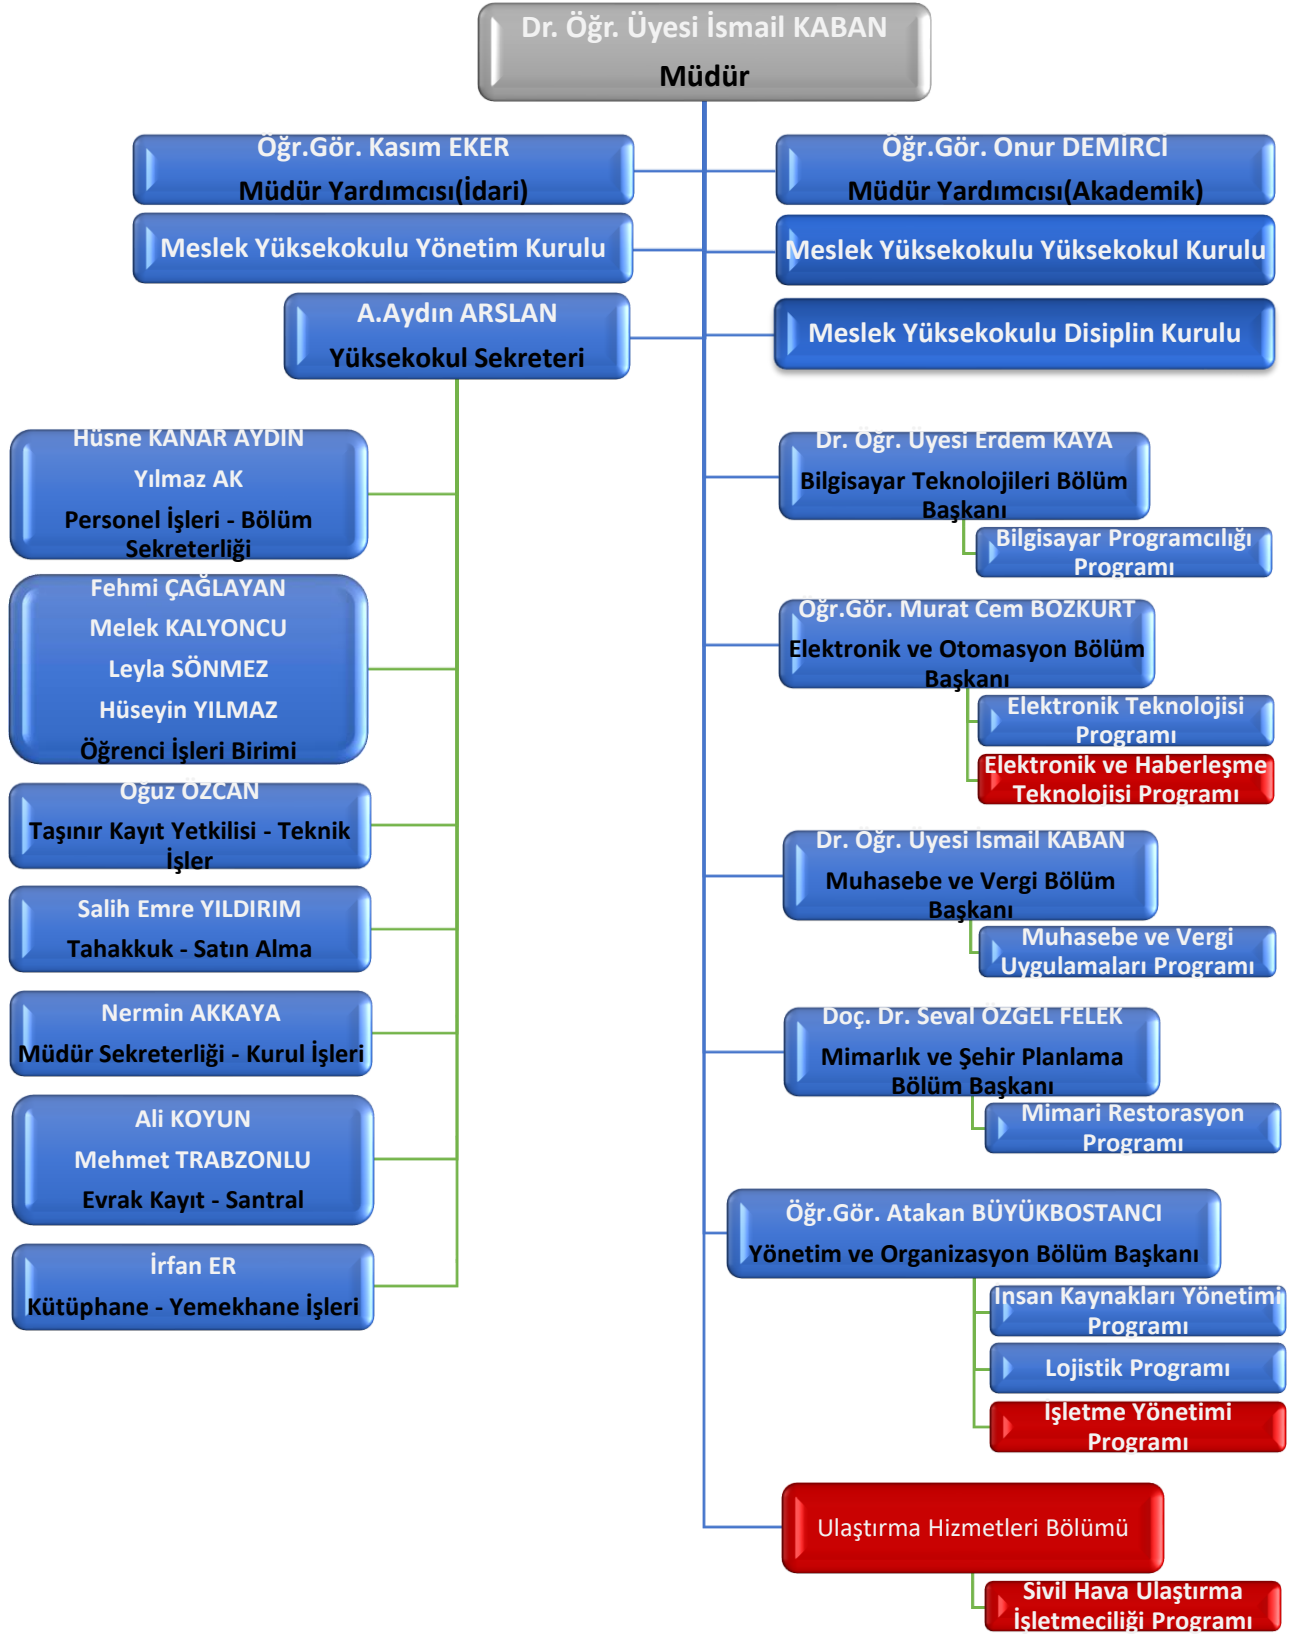 Dr. Öğr. Üyesi İsmail KABAN
Müdür
Öğr.Gör. Kasım EKER
Müdür Yardımcısı(İdari)
Öğr.Gör. Onur DEMİRCİ
Müdür Yardımcısı(Akademik)
Meslek Yüksekokulu Yönetim Kurulu
Meslek Yüksekokulu Yüksekokul Kurulu
A.Aydın ARSLAN
Yüksekokul Sekreteri
Meslek Yüksekokulu Disiplin Kurulu
Hüsne KANAR AYDIN
Yılmaz AK
Personel İşleri - Bölüm
Sekreterliği
Fehmi ÇAĞLAYAN
Melek KALYONCU
Leyla SÖNMEZ
Hüseyin YILMAZ
Öğrenci İşleri Birimi
Oğuz ÖZCAN
Taşınır Kayıt Yetkilisi - Teknik
İşler
Salih Emre YILDIRIM
Tahakkuk - Satın Alma
Nermin AKKAYA
Müdür Sekreterliği - Kurul İşleri
Ali KOYUN
Mehmet TRABZONLU
Evrak Kayıt - Santral
İrfan ER
Kütüphane - Yemekhane İşleri
Dr. Öğr. Üyesi Erdem KAYA
Bilgisayar Teknolojileri Bölüm
Başkanı
Bilgisayar Programcılığı
Programı
Öğr.Gör. Murat Cem BOZKURT
Elektronik ve Otomasyon Bölüm
Başkanı
Elektronik Teknolojisi
Programı
Elektronik ve Haberleşme
Teknolojisi Programı
Dr. Öğr. Üyesi İsmail KABAN
Muhasebe ve Vergi Bölüm
Başkanı
Muhasebe ve Vergi
Uygulamaları Programı
Doç. Dr. Seval ÖZGEL FELEK
Mimarlık ve Şehir Planlama
Bölüm Başkanı
Mimari Restorasyon
Programı
Öğr.Gör. Atakan BÜYÜKBOSTANCI
Yönetim ve Organizasyon Bölüm Başkanı
İnsan Kaynakları Yönetimi
Programı
Lojistik Programı
İşletme Yönetimi
Programı
Ulaştırma Hizmetleri Bölümü
Sivil Hava Ulaştırma
İşletmeciliği Programı